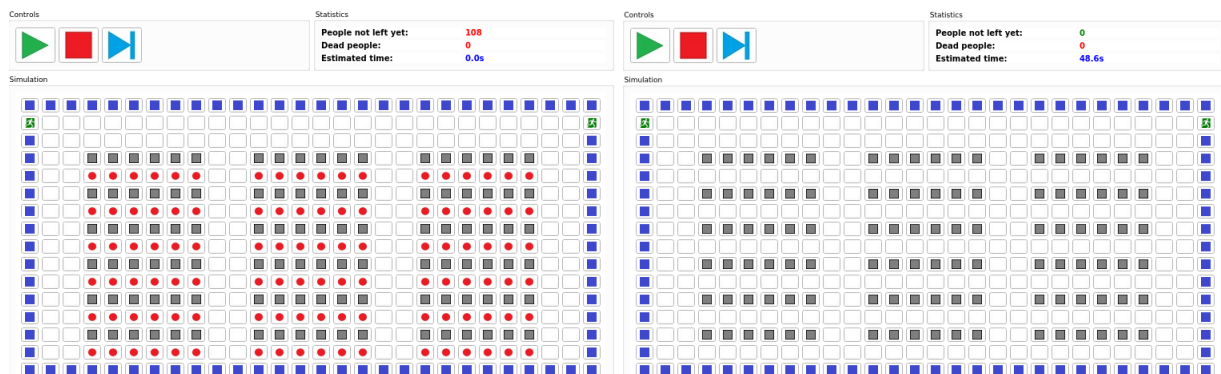 Controls
Statistics
People not left yet: 108
Dead people: 0
Estimated time: 0.0s
Simulation
Controls
Statistics
People not left yet: 0
Dead people: 0
Estimated time: 48.6s
Simulation